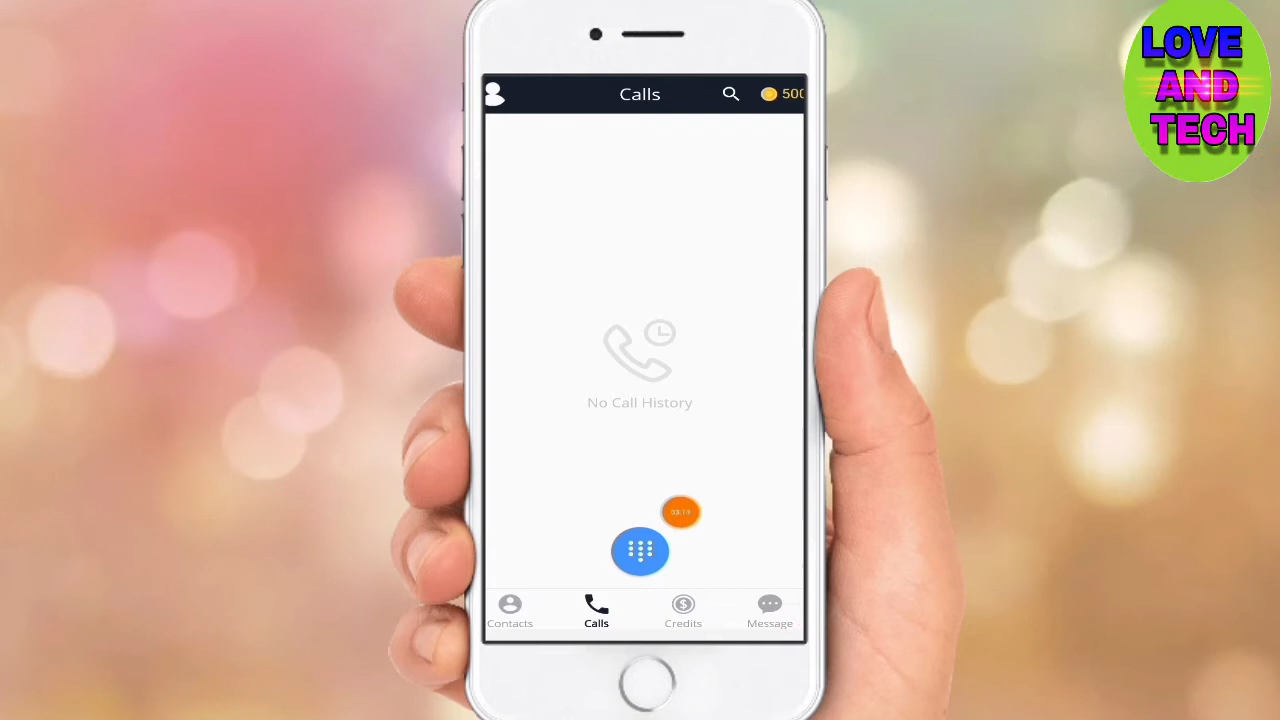 LOVE
AND
TECH
Calls
500
No Call History
Contacts
Calls
Credits
Message